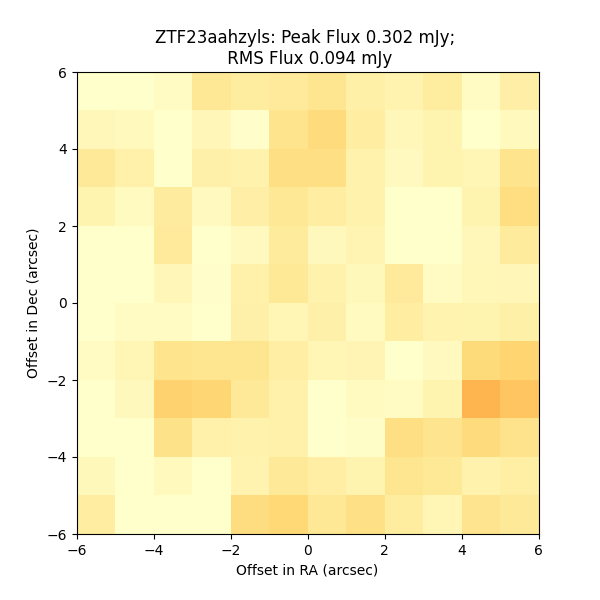 ZTF23aahzyls: Peak Flux 0.302 mJy;
RMS Flux 0.094 mJy
6
4
2
0
−2
−4
−6
Offset in Dec (arcsec)
−6 −4 −2 0 2 4 6
Offset in RA (arcsec)